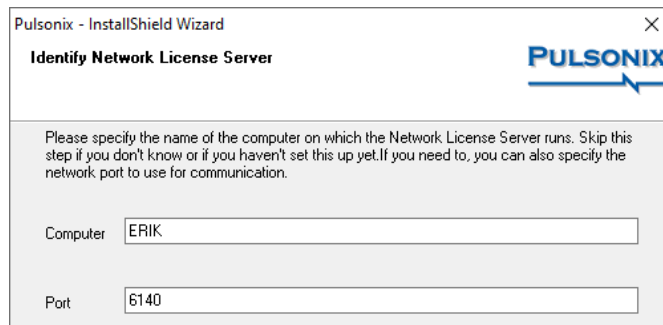 Pulsonix - InstallShield Wizard
Identify Network License Server
PULSONIX
Please specify the name of the computer on which the Network License Server runs. Skip this
step if you don't know or if you haven't set this up yet.If you need to, you can also specify the
network port to use for communication.
Computer ERIK
Port 6140